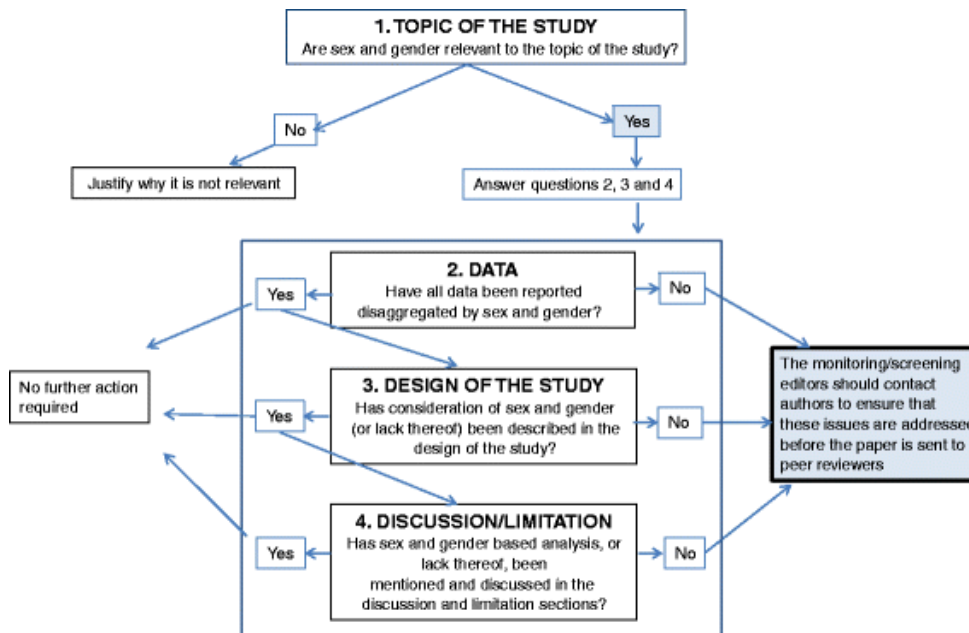 1. TOPIC OF THE STUDY
Are sex and gender relevant to the topic of the study?
No
Yes
Justify why it is not relevant
Answer questions 2, 3 and 4
2. DATA
Have all data been reported
disaggregated by sex and gender?
Yes
No
No further action
required
3. DESIGN OF THE STUDY
Has consideration of sex and gender
(or lack thereof) been described in the
design of the study?
Yes
No
The monitoring/screening
editors should contact
authors to ensure that
these issues are addressed
before the paper is sent to
peer reviewers
4. DISCUSSION/LIMITATION
Has sex and gender based analysis, or
lack thereof, been
mentioned and discussed in the
discussion and limitation sections?
Yes
No